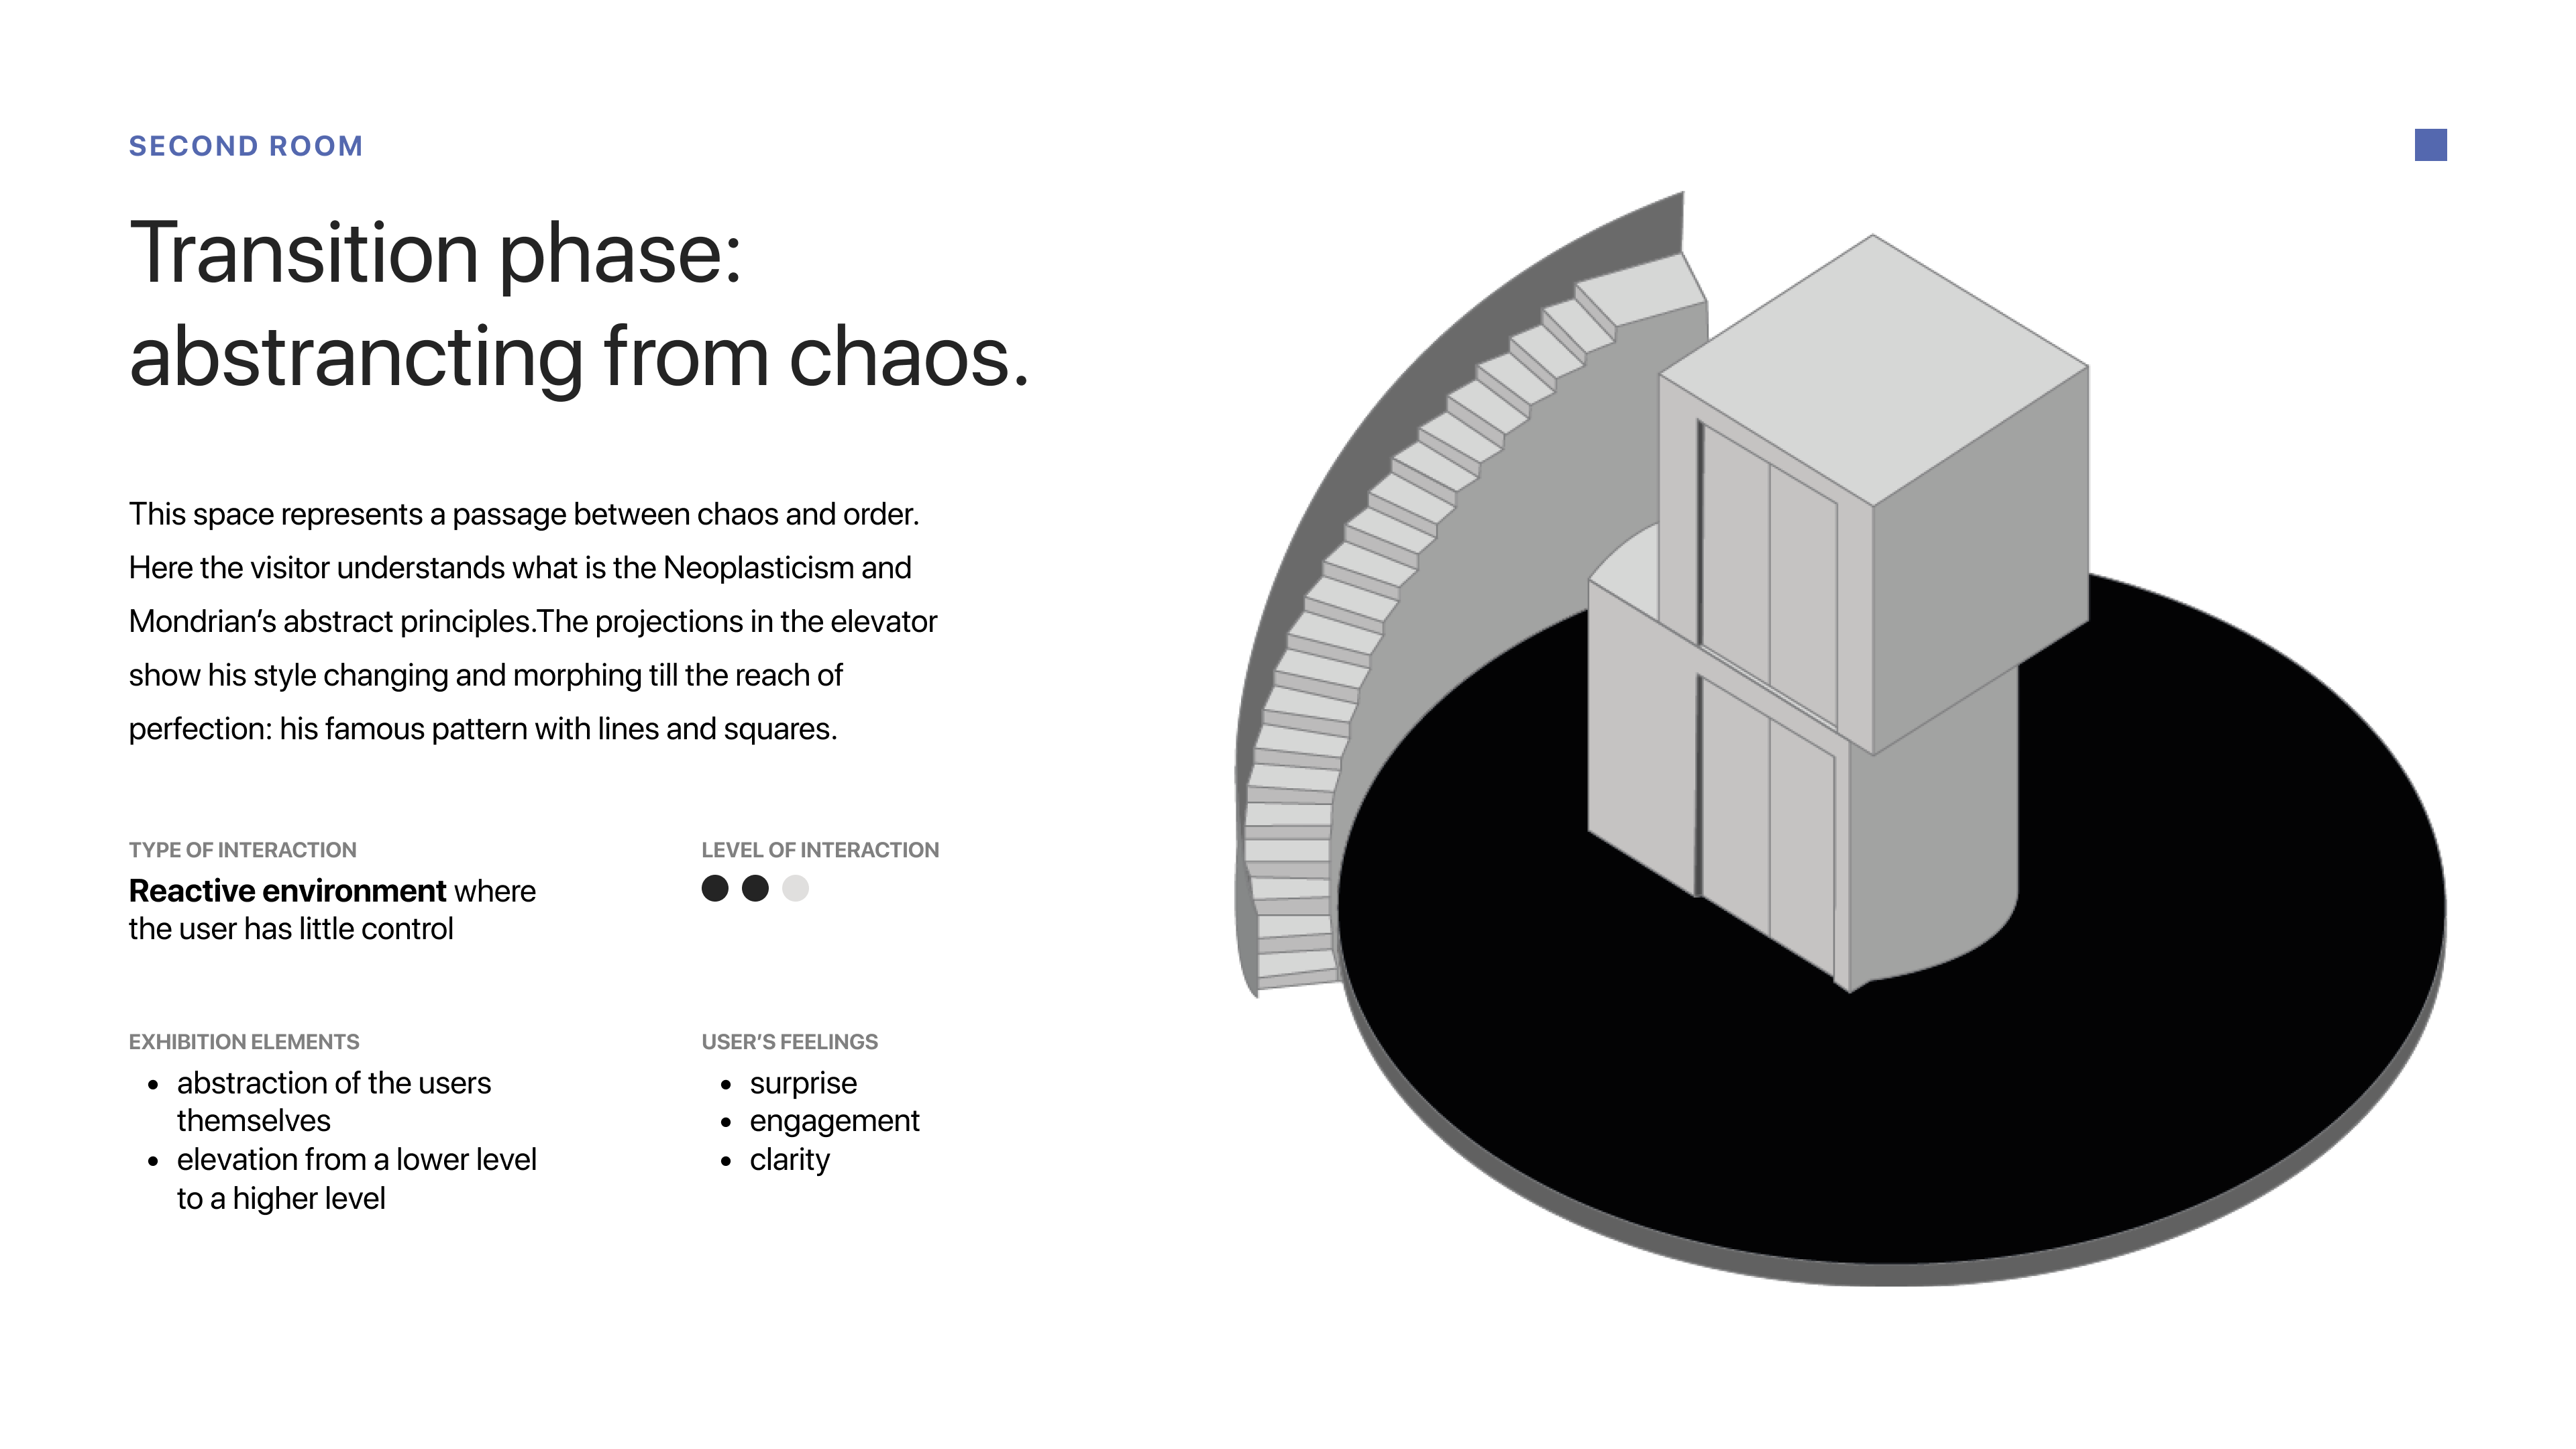 SECOND ROOM
Transition phase:
abstrancting from chaos.
This space represents a passage between chaos and order.
Here the visitor understands what is the Neoplasticism and
Mondrian’s abstract principles.The projections in the elevator
show his style changing and morphing till the reach of
perfection: his famous pattern with lines and squares.
TYPE OF INTERACTION
Reactive environment where
the user has little control
LEVEL OF INTERACTION
EXHIBITION ELEMENTS
• abstraction of the users
themselves
• elevation from a lower level
to a higher level
USER’S FEELINGS
• surprise
• engagement
• clarity